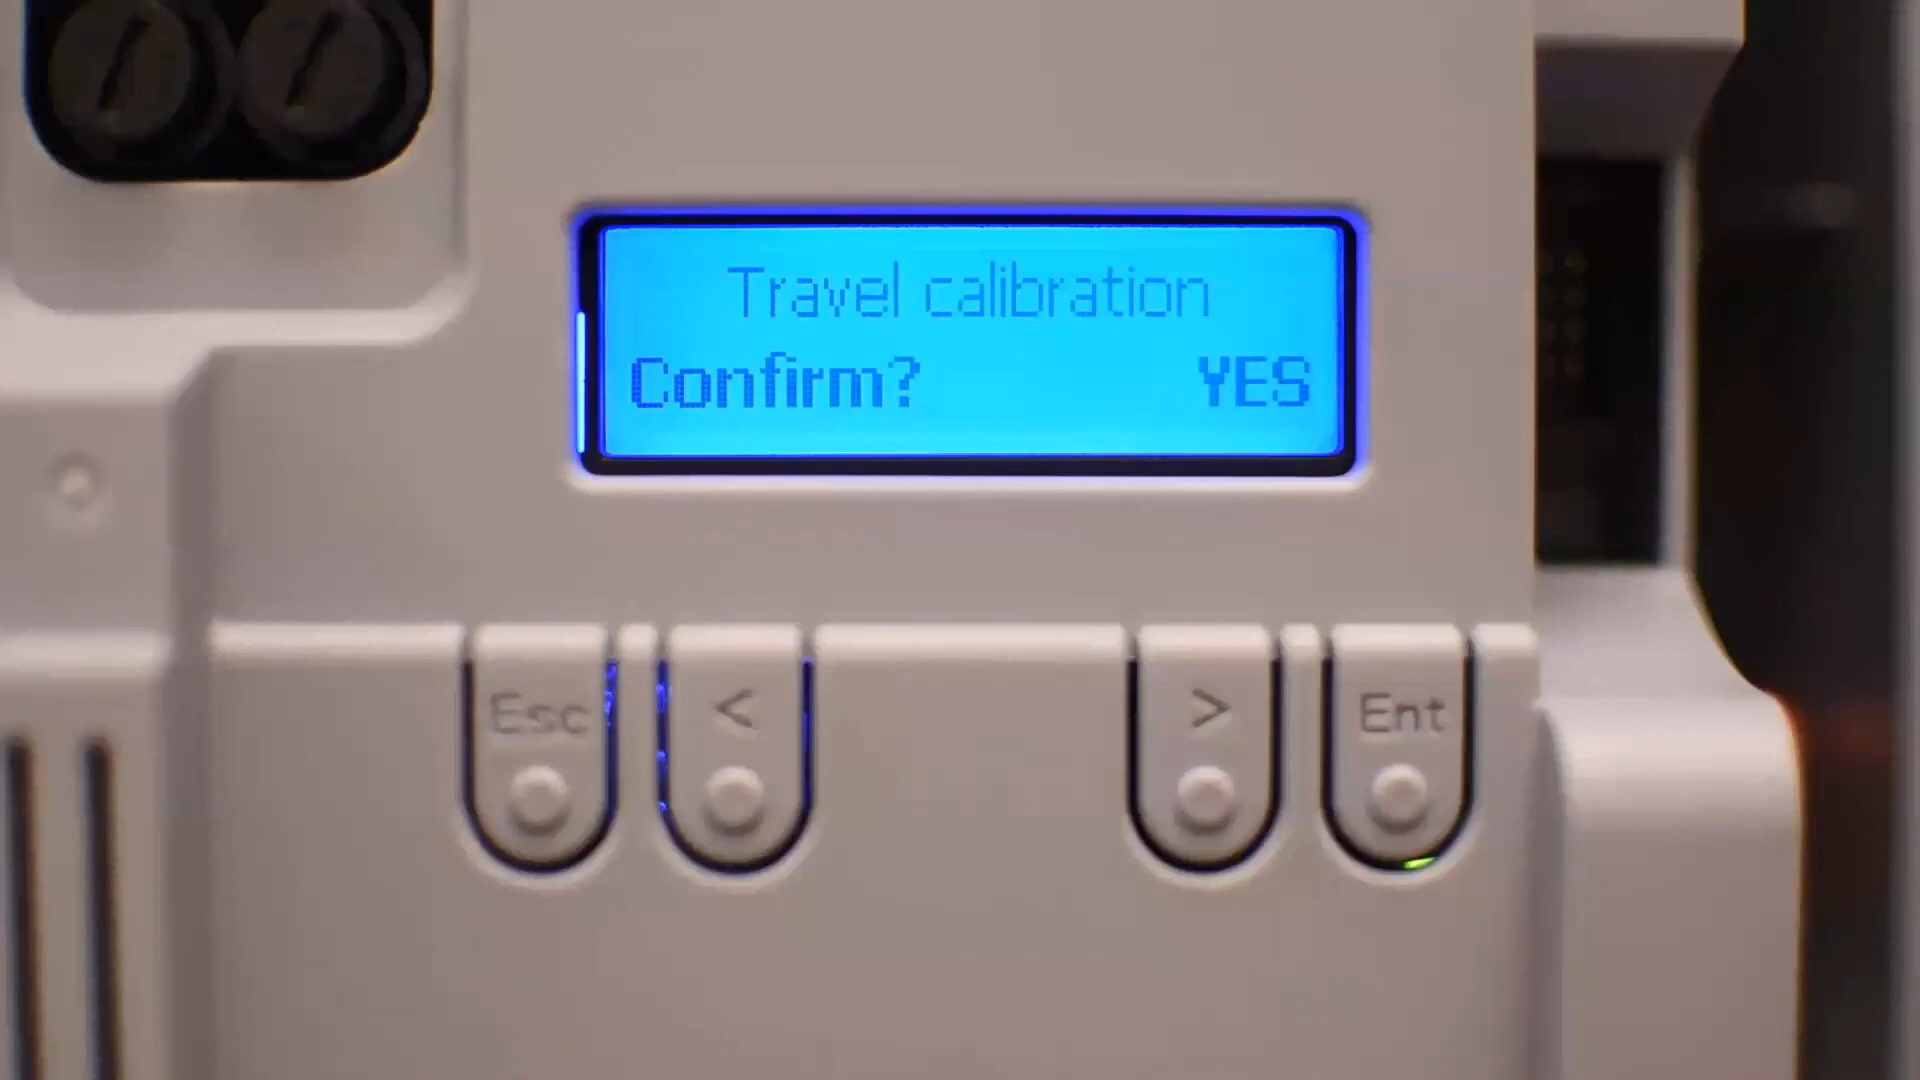 Travel calibration
Confirm? YES
Esc < > Ent